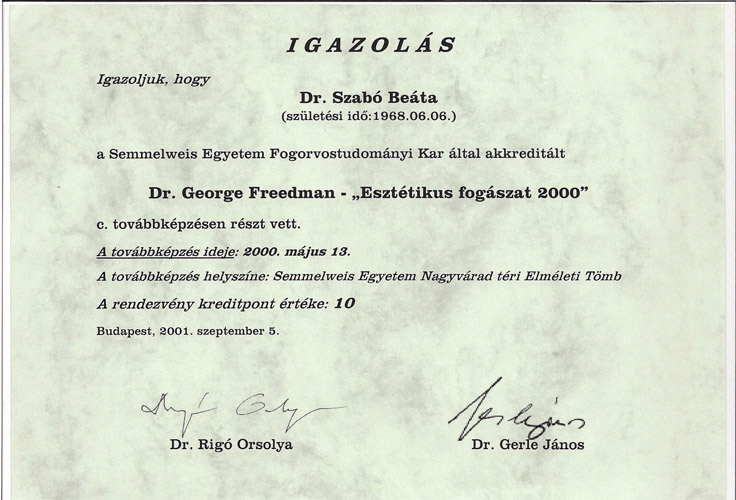 IGAZOLÁS
Igazoljuk, hogy
Dr. Szabó Beáta
(születési idő:1968.06.06.)
a Semmelweis Egyetem Fogorvostudományi Kar által akkreditált
Dr. George Freedman - „Esztétikus fogászat 2000”
c. továbbképzésen részt vett.
A továbbképzés ideje: 2000. május 13.
A továbbképzés helyszíne: Semmelweis Egyetem Nagyvárad téri Elméleti Tömb
A rendezvény kreditpont értéke: 10
Budapest, 2001. szeptember 5.
Dr. Rigó Orsolya
Dr. Gerle János